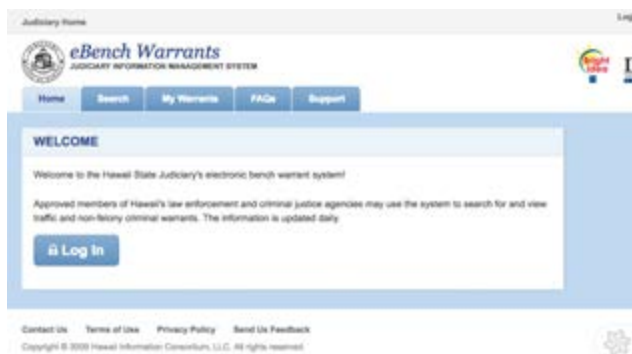 Judiciary Home
Log
eBench Warrants
JUDICIARY INFORMATION MANAGEMENT SYSTEM
Home Search My Warrants FAQs Support
WELCOME
Welcome to the Hawaii State Judiciary's electronic bench warrant system!
Approved members of Hawaii's law enforcement and criminal justice agencies may use the system to search for and view
traffic and non-felony criminal warrants. The information is updated daily.
Log In
Contact Us Terms of Use Privacy Policy Send Us Feedback
Copyright © 2009 Hawaii Information Consortium, LLC. All rights reserved.